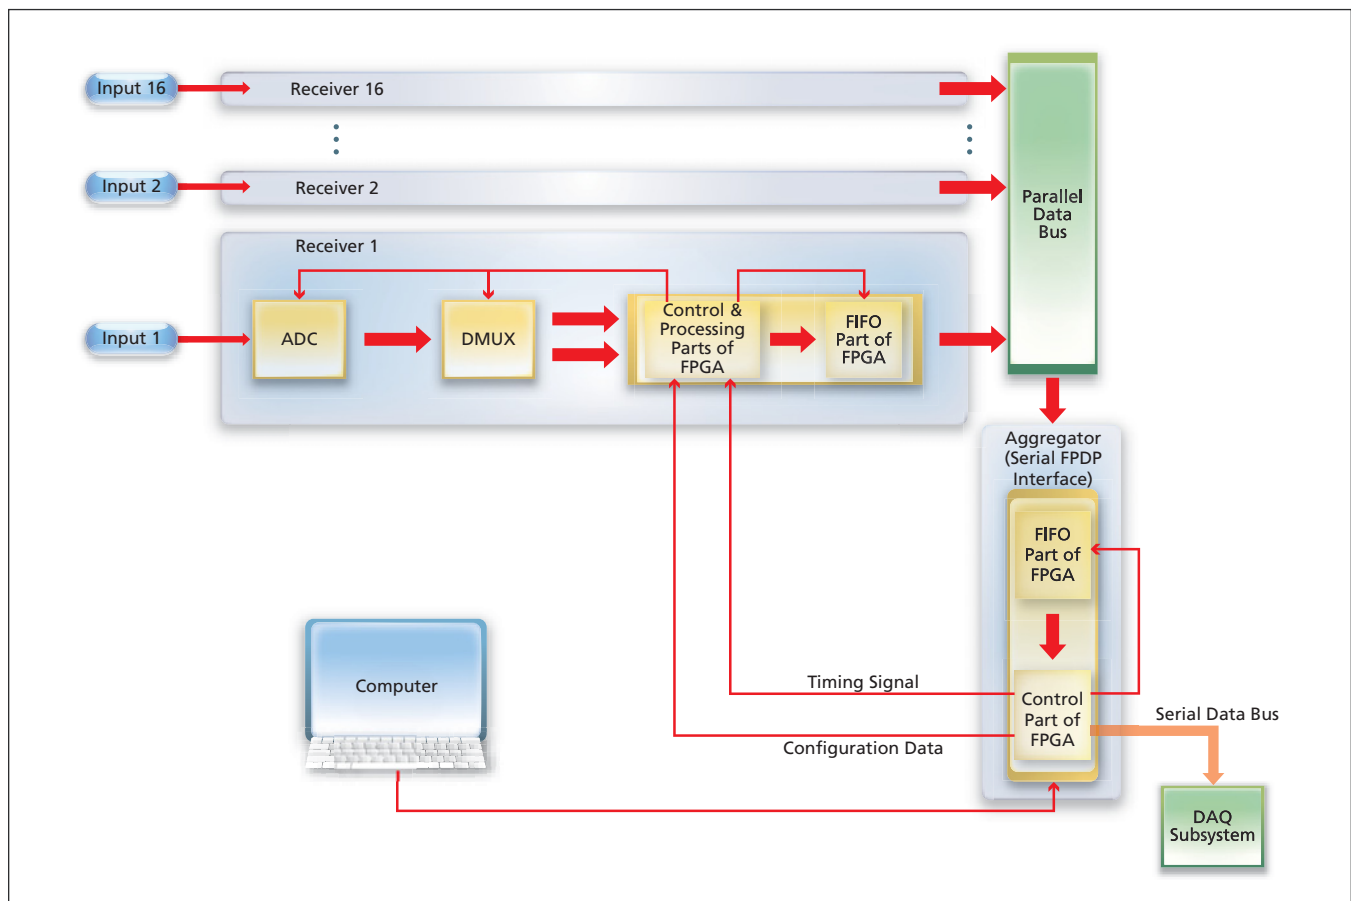 Input 16
Receiver 16
Input 2
Receiver 2
Parallel
Data
Bus
Receiver 1
Input 1
ADC
DMUX
Control &
Processing
Parts of
FPGA
FIFO
Part of
FPGA
Aggregator
(Serial FPDP
Interface)
FIFO
Part of
FPGA
Computer
Timing Signal
Control
Part of
FPGA
Serial Data Bus
Configuration Data
DAQ
Subsystem